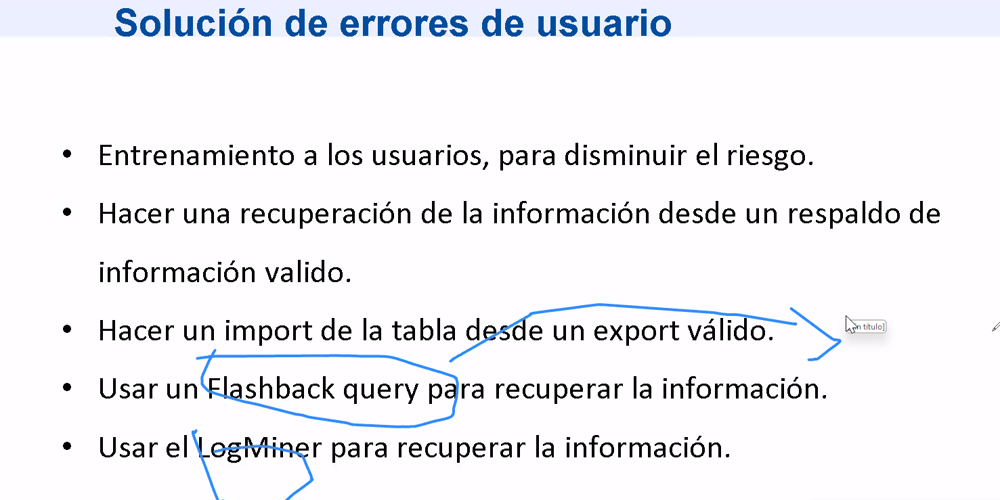 Solución de errores de usuario
• Entrenamiento a los usuarios, para disminuir el riesgo.
• Hacer una recuperación de la información desde un respaldo de
información valido.
• Hacer un import de la tabla desde un export válido.
n título]
• Usar un Flashback query para recuperar la información.
• Usar el LogMiner para recuperar la información.